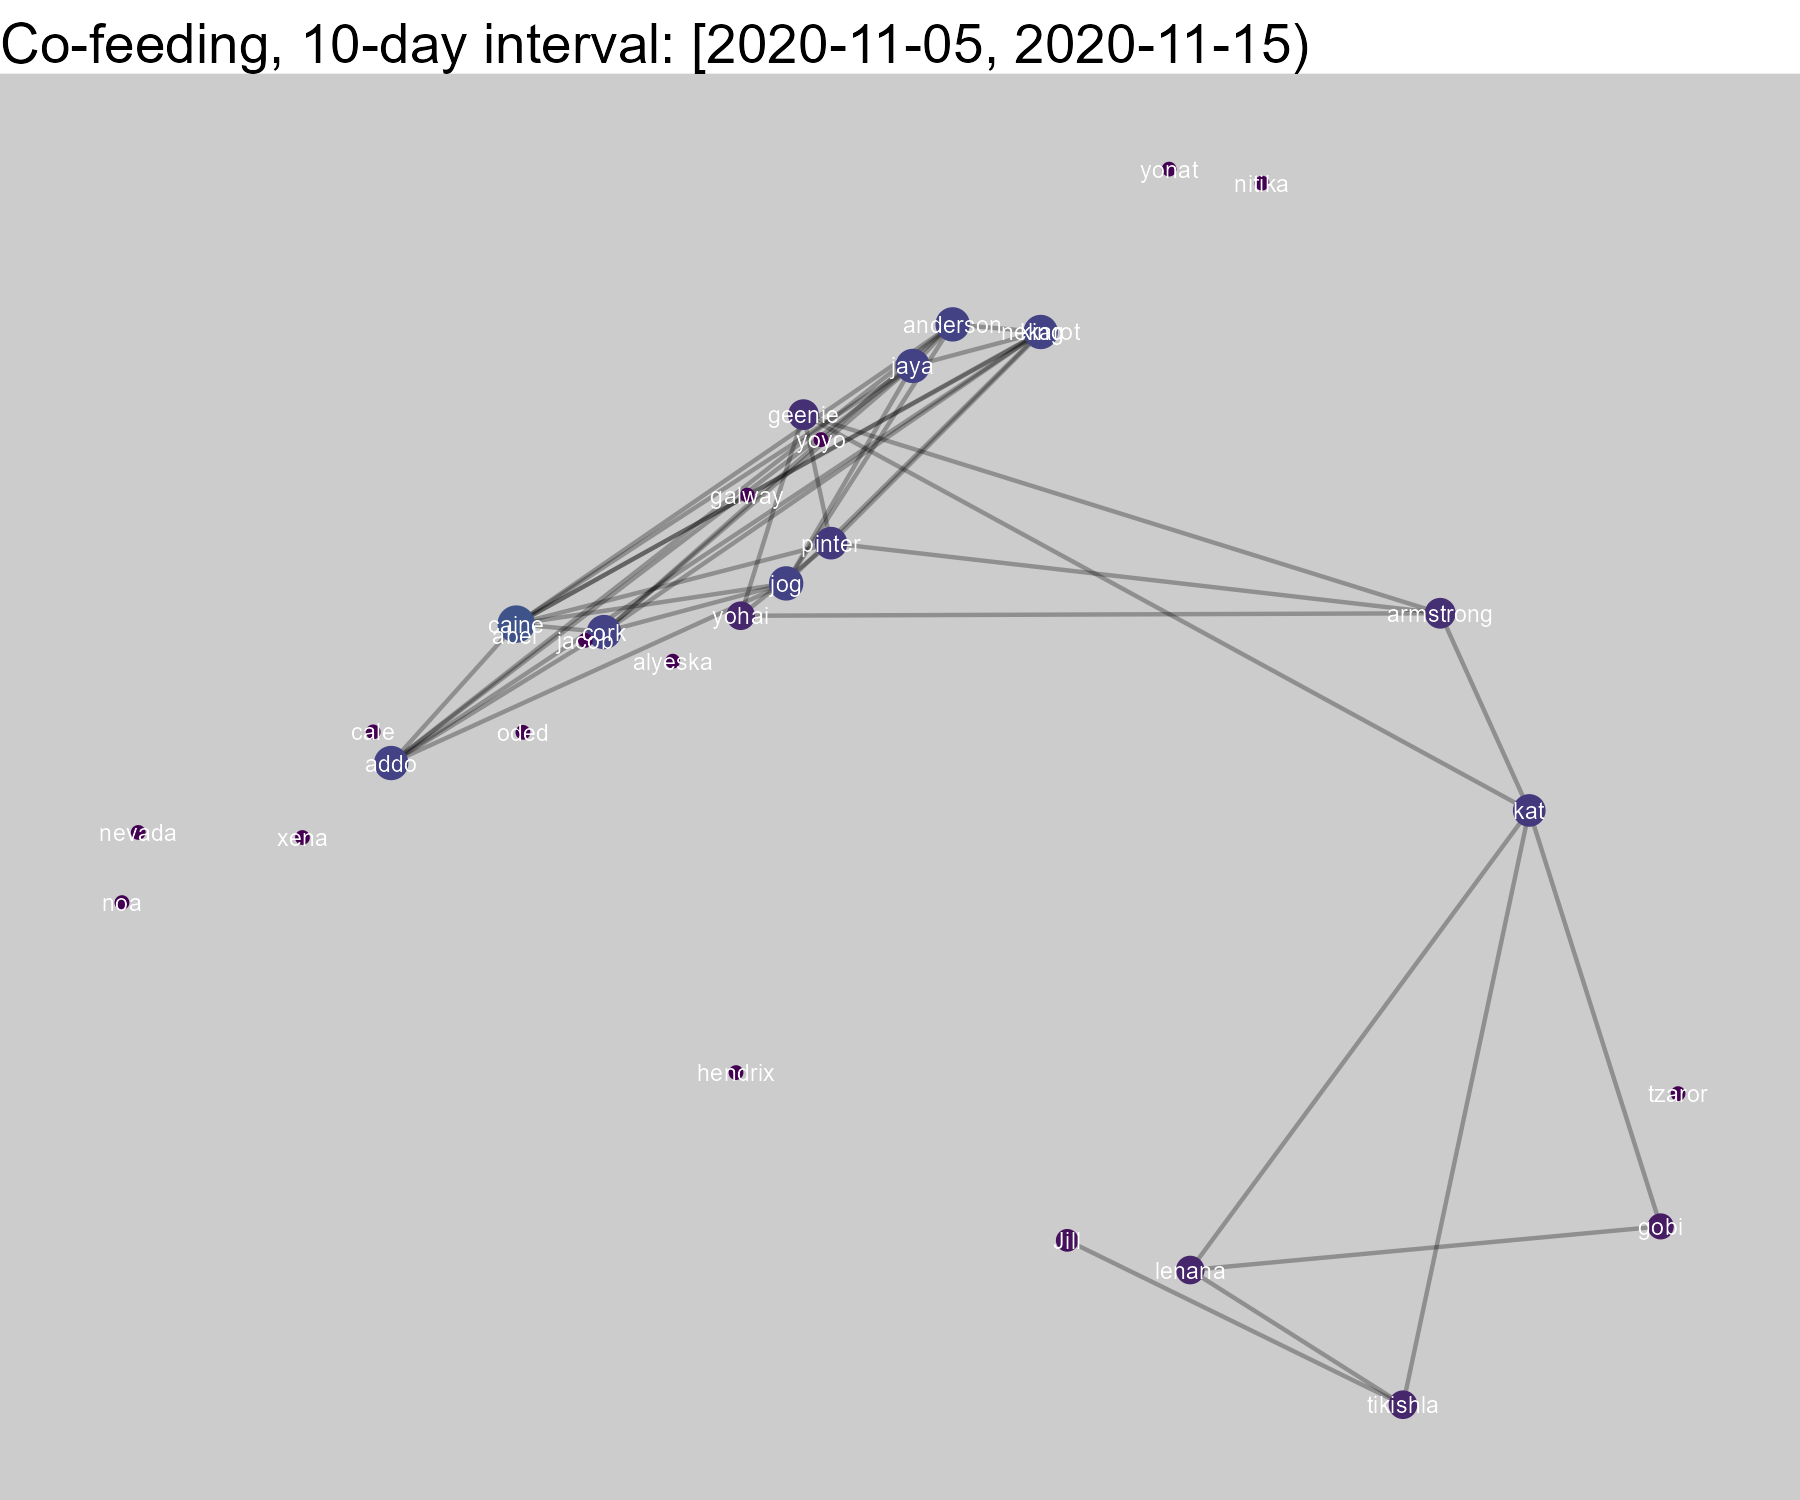 Co-feeding, 10-day interval: [2020-11-05, 2020-11-15)
yonat
nitika
anderson
king
jaya
geenie
yoyo
galway
pinter
jog
armstrong
yohai
caine
abel
cork
jacob
alyeska
cale
oded
addo
kat
nevada
xena
noa
hendrix
tzaror
gobi
Jill
lenana
tikishla